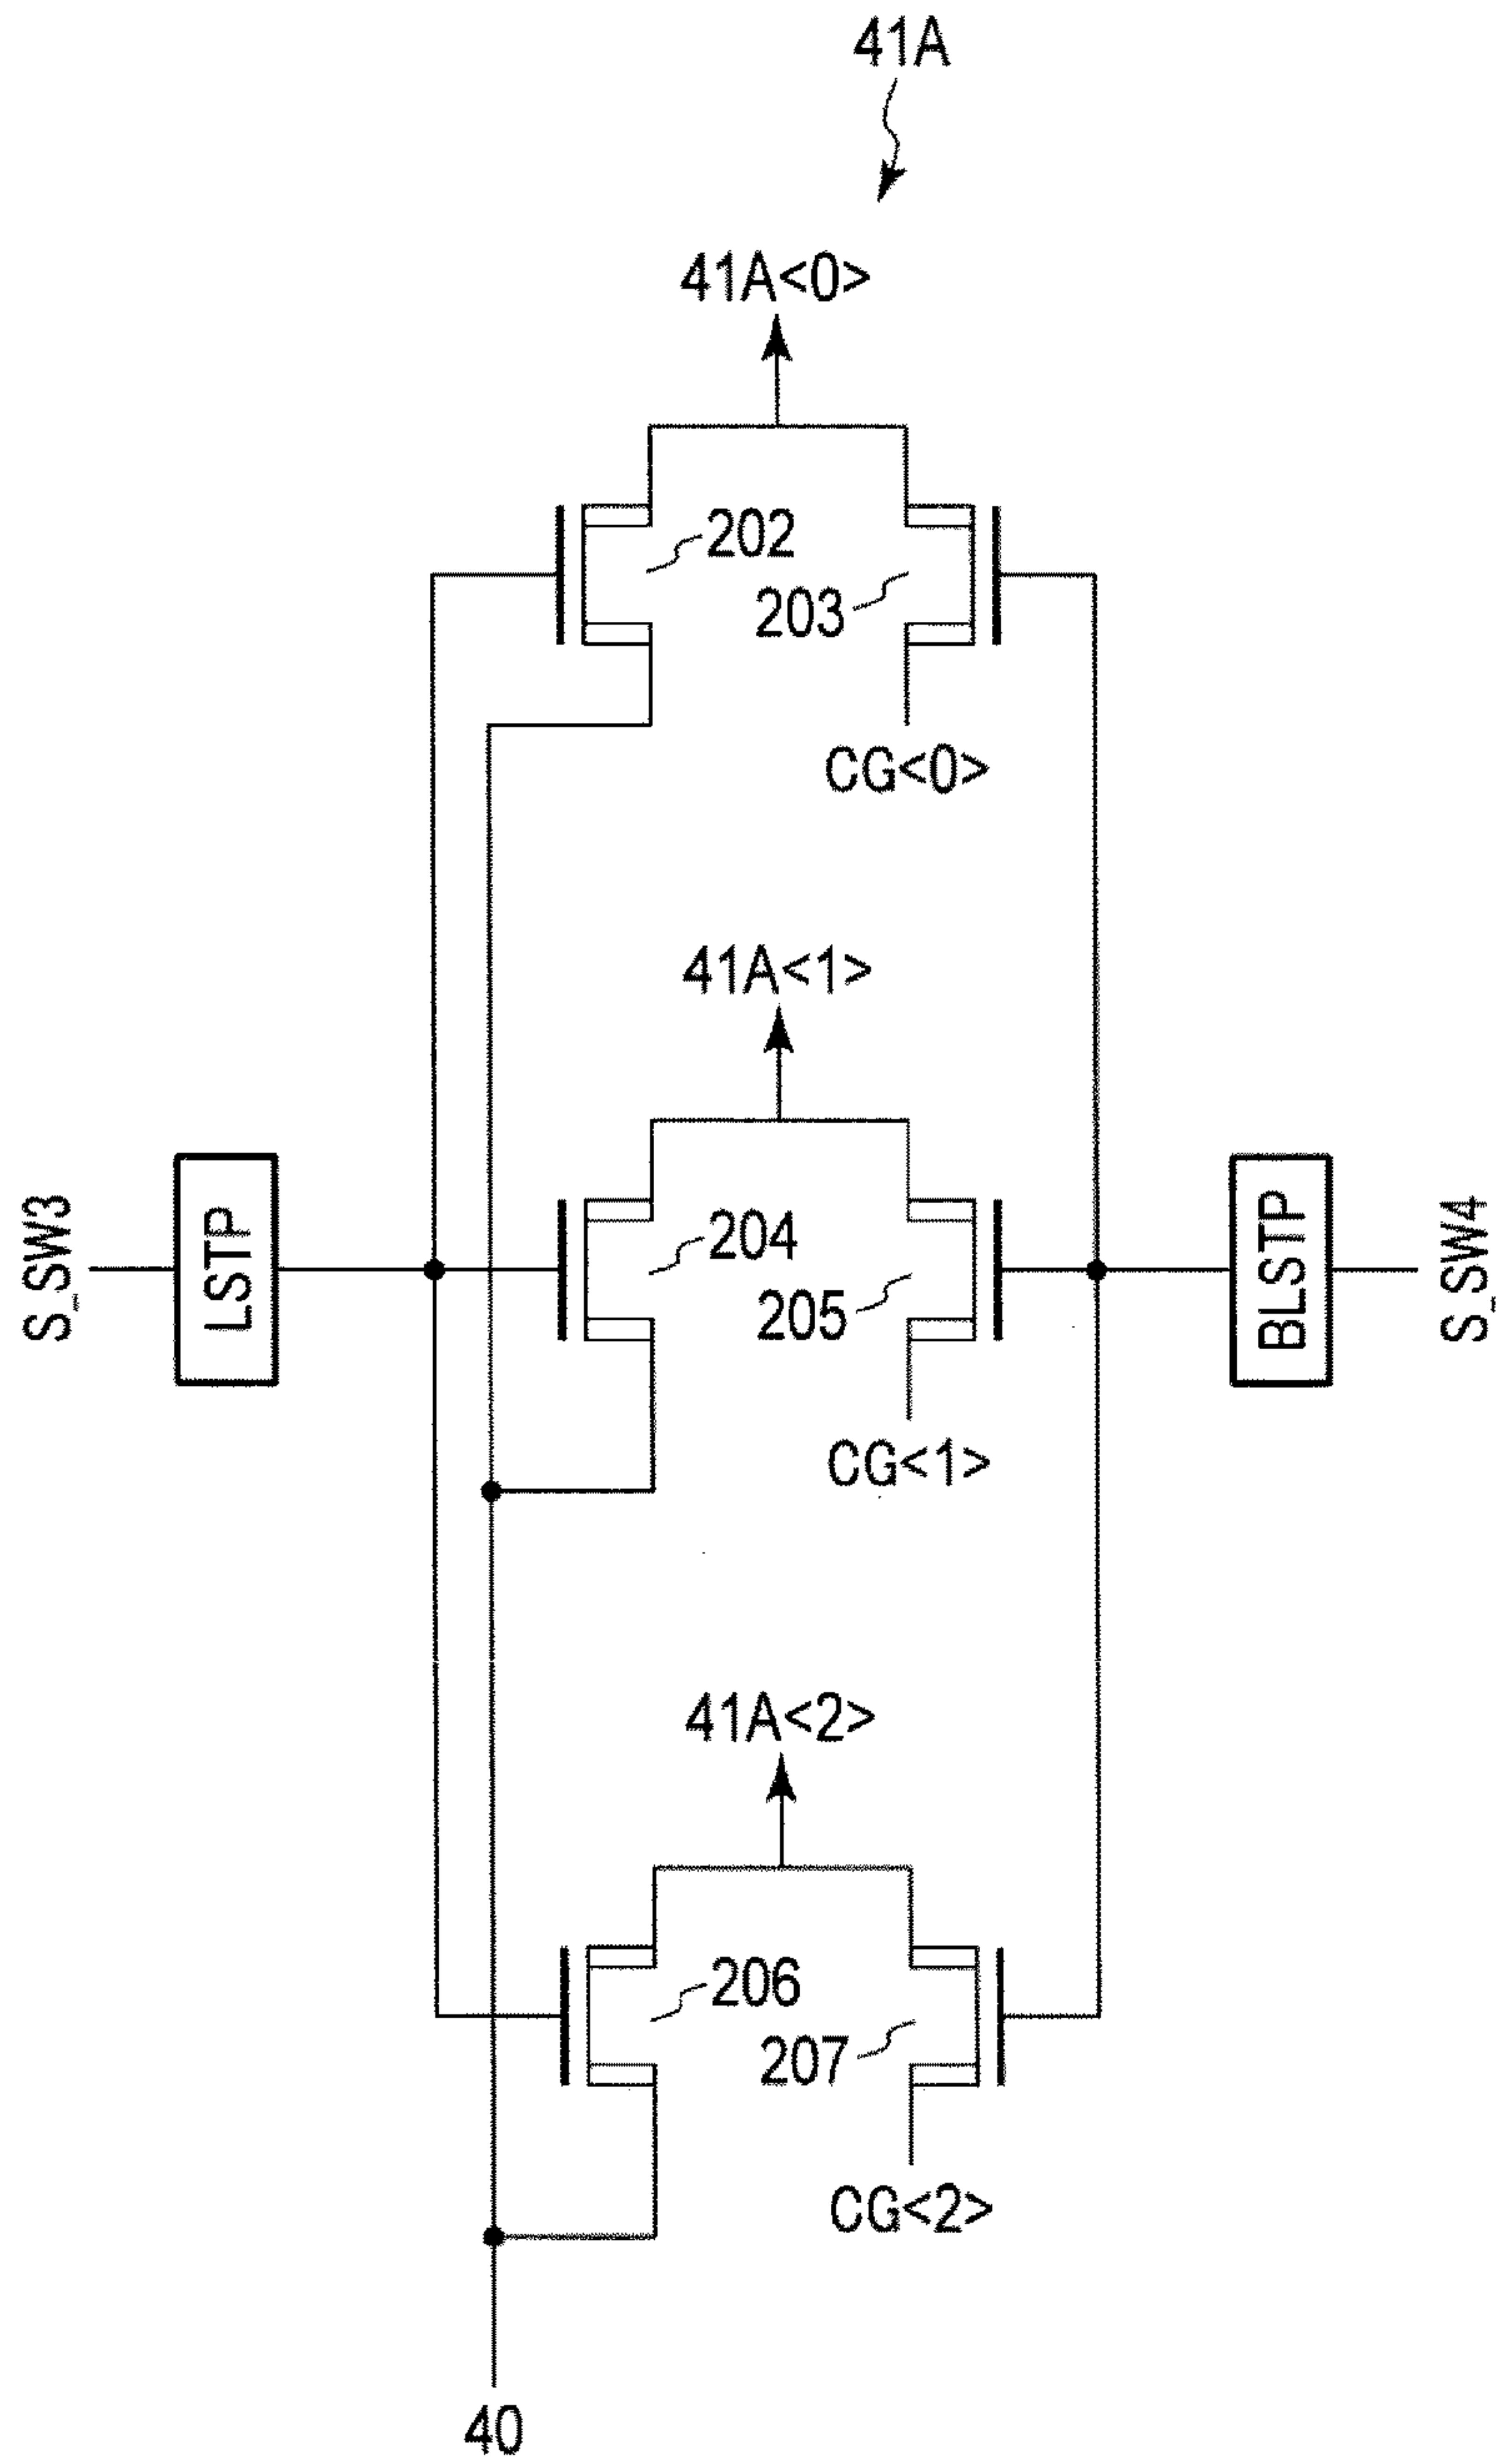 41A
41A<0>
202
203
CG<0>
41A<1>
S_SW3
LSTP
204
205
BLSTP
S_SW4
CG<1>
41A<2>
206
207
CG<2>
40